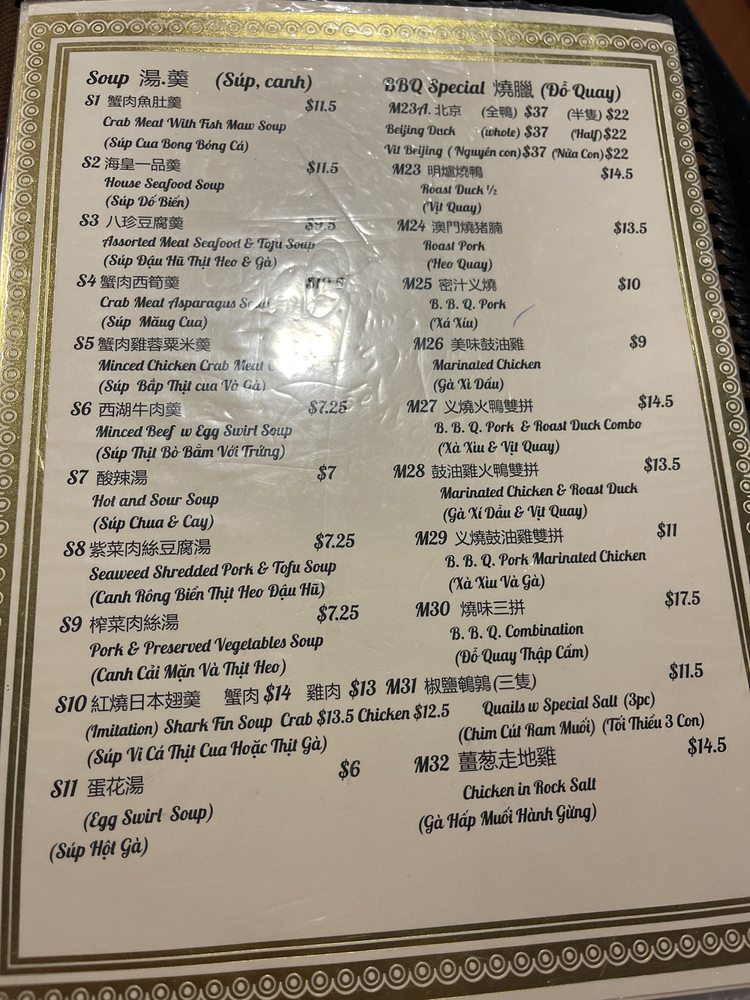 Soup 湯.羹 (Súp, canh)
S1 蟹肉魚肚羹 $11.5
Crab Meat With Fish Maw Soup
(Súp Cua Bong Bóng Cá)
S2 海皇一品羹 $11.5
House Seafood Soup
(Súp Dồ Biển)
S3 八珍豆腐羹 $9.5
Assorted Meat Seafood & Tofu Soup
(Súp Đậu Hũ Thịt Heo & Gà)
S4 蟹肉西筍羹
Crab Meat Asparagus
(Súp Măug Cua)
S5 蟹肉雞蓉粟米羹
Minced Chicken Crab Meat
(Súp Bắp Thịt cua Và Gà)
S6 西湖牛肉羹 $7.25
Minced Beef w Egg Swirl Soup
(Súp Thịt Bò Bằm Với Trứng)
S7 酸辣湯 $7
Hot and Sour Soup
(Súp Chua & Cay)
S8 紫菜肉絲豆腐湯 $7.25
Seaweed Shredded Pork & Tofu Soup
(Canh Rông Biển Thịt Heo Đậu Hũ)
S9 榨菜肉絲湯 $7.25
Pork & Preserved Vegetables Soup
(Canh Cải Mặn Và Thịt Heo)
S10 紅燒日本翅羹 蟹肉 $14 雞肉 $13
(Imitation) Shark Fin Soup Crab $13.5 Chicken $12.5
(Súp Vi Cá Thịt Cua Hoặc Thịt Gà)
S11 蛋花湯 $6
(Egg Swirl Soup)
(Súp Hột Gà)
BBQ Special 燒臘 (Đồ Quay)
M23A. 北京 (全鴨) $37 (半隻) $22
Beijing Duck (whole) $37 (Half) $22
Vit Beijing ( Nguyên con) $37 (Nửa Con) $22
M23 明爐燒鴨 $14.5
Roast Duck ½
(Vịt Quay)
M24 澳門燒猪腩 $13.5
Roast Pork
(Heo Quay)
M25 密汁义燒 $10
B. B. Q. Pork
(Xá Xíu)
M26 美味鼓油雞 $9
Marinated Chicken
(Gà Xì Dầu)
M27 义燒火鴨雙拼 $14.5
B. B. Q. Pork & Roast Duck Combo
(Xà Xìu & Vịt Quay)
M28 鼓油雞火鴨雙拼 $13.5
Marinated Chicken & Roast Duck
(Gà Xí Dầu & Vịt Quay)
M29 义燒鼓油雞雙拼 $11
B. B. Q. Pork Marinated Chicken
(Xà Xìu Và Gà)
M30 燒味三拼 $17.5
B. B. Q. Combination
(Đồ Quay Thập Cẩm)
M31 椒鹽鵪鶉(三隻) $11.5
Quails w Special Salt (3pc)
(Chim Cút Ram Muối) (Tối Thiểu 3 Con)
M32 薑葱走地雞 $14.5
Chicken in Rock Salt
(Gà Hấp Muối Hành Gừng)